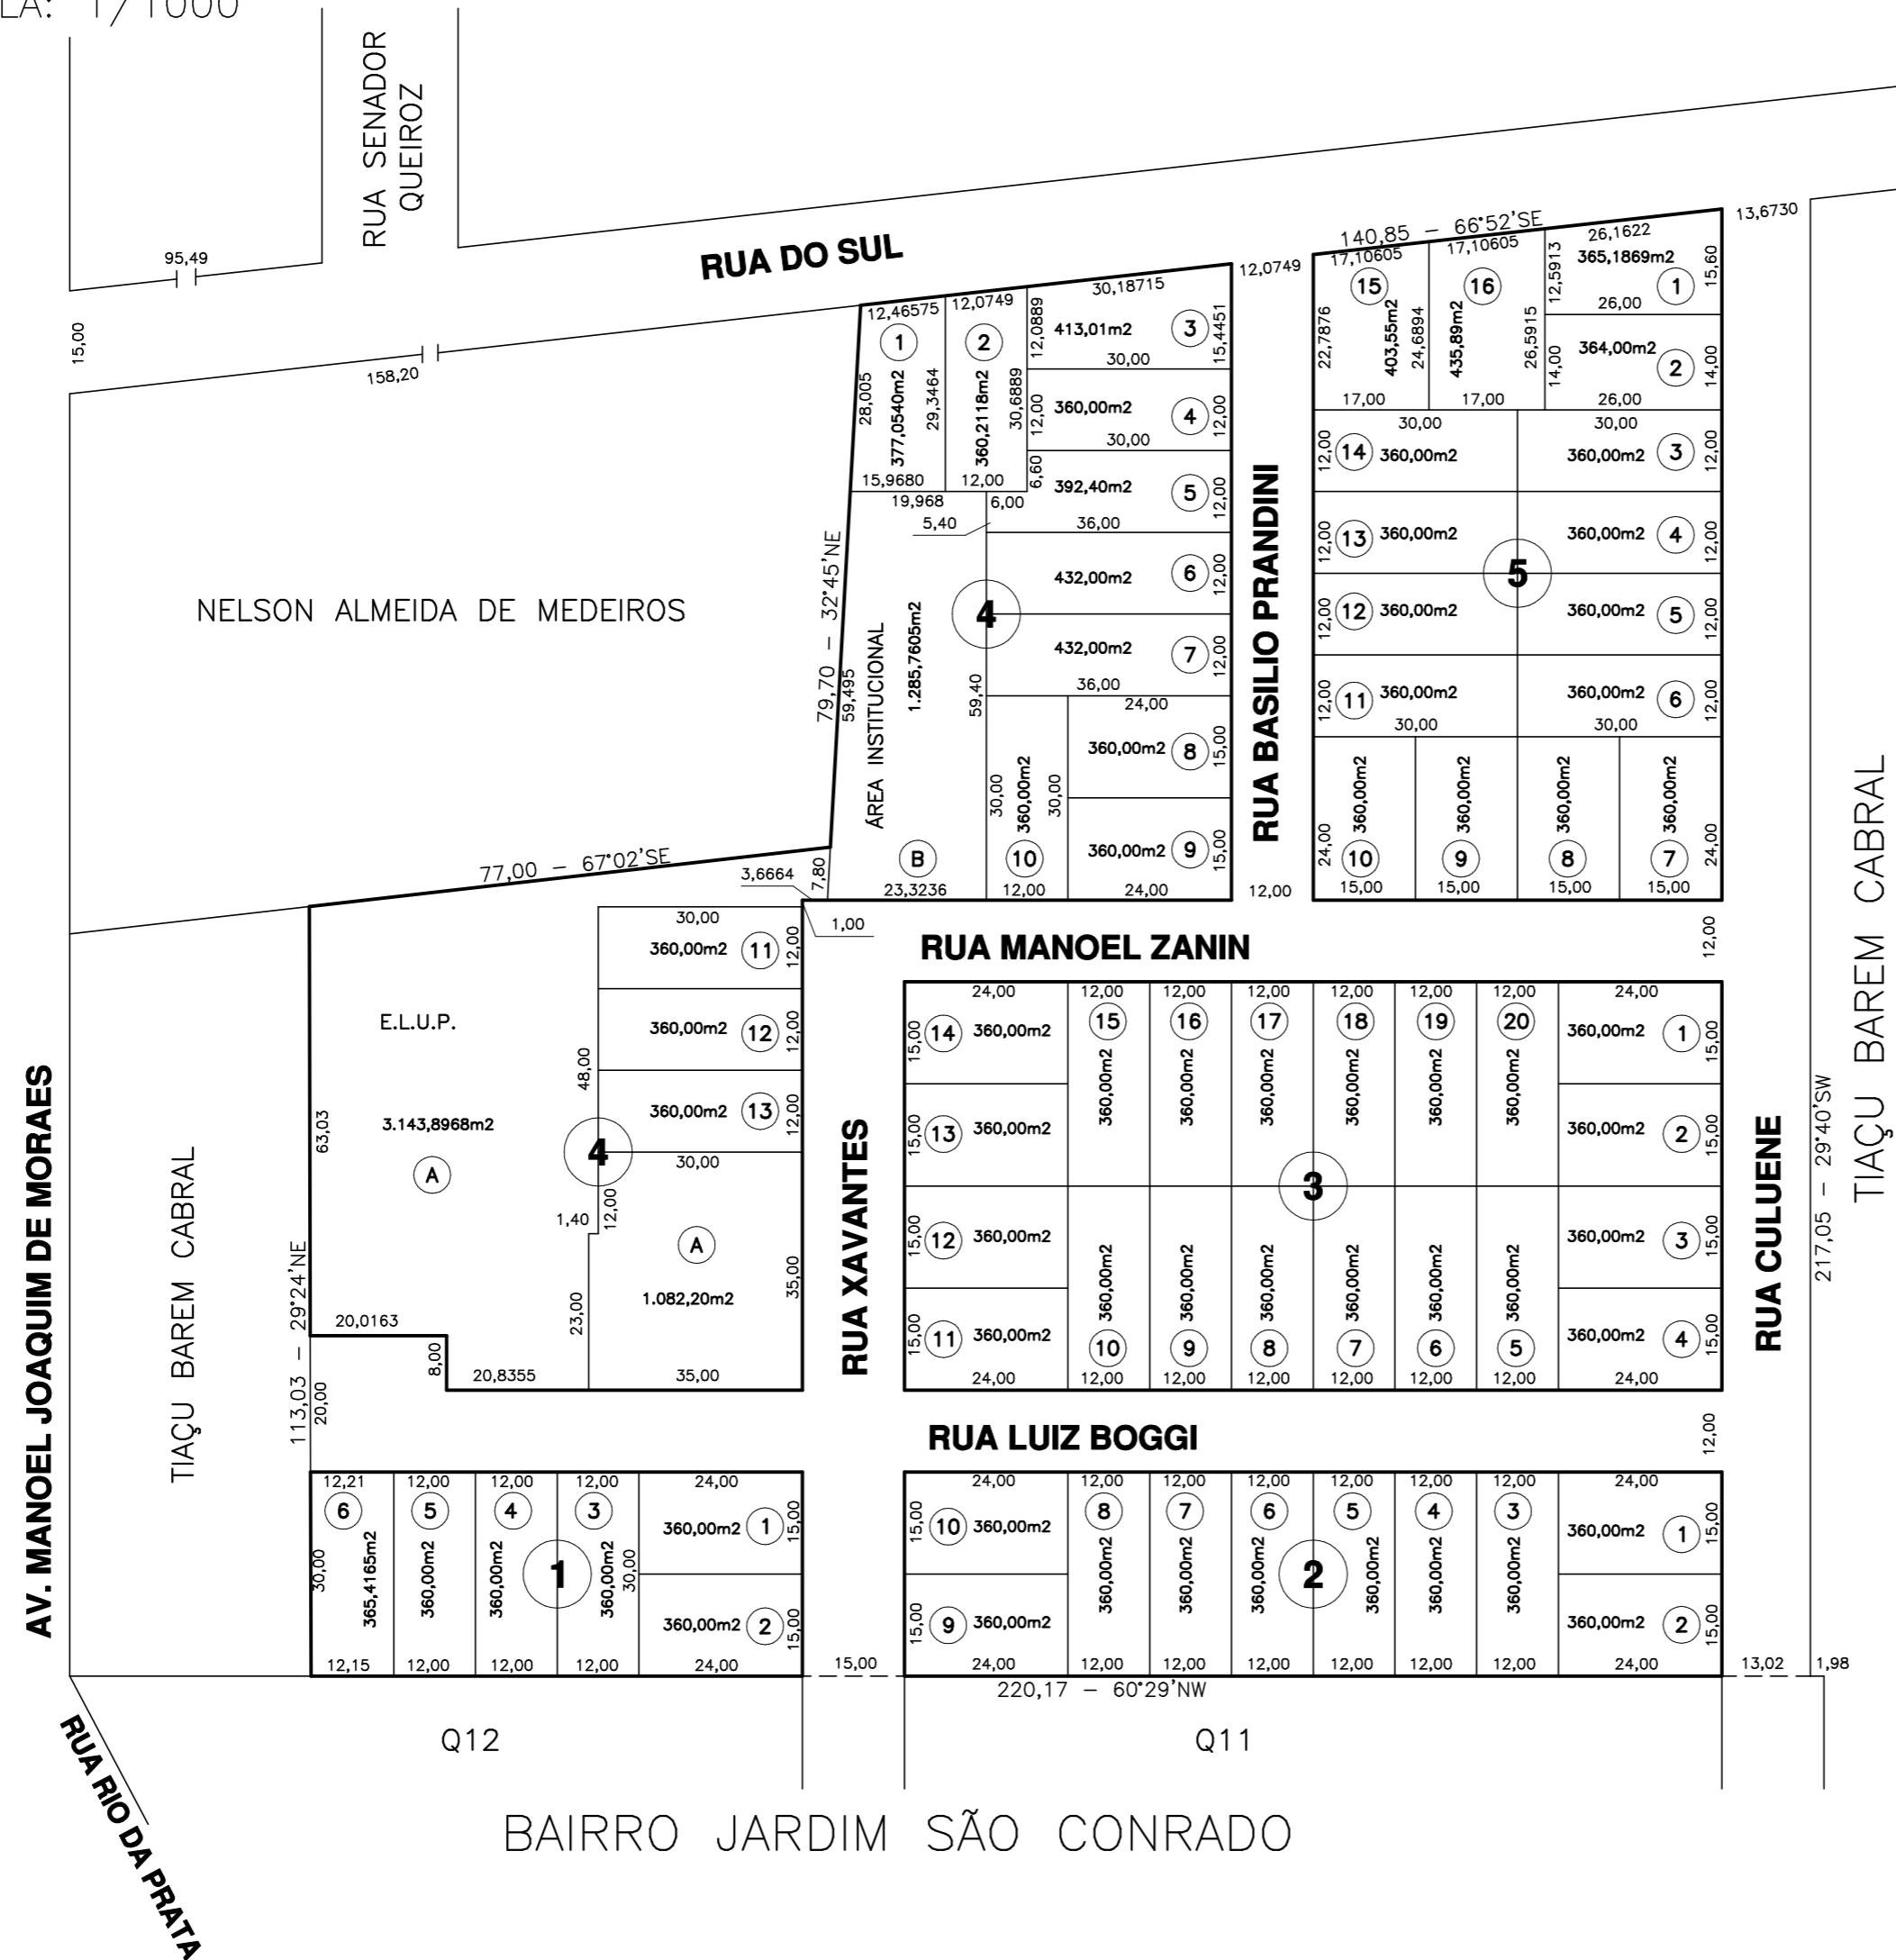 LA: 1/1000
RUA SENADOR
QUEIROZ
95,49
15,00
158,20
RUA DO SUL
12,0749
140,85 – 66°52'SE
13,6730
NELSON ALMEIDA DE MEDEIROS
12,46575
1
28,005
377,0540m2
29,3464
15,9680
12,0749
2
360,2118m2
30,6889
12,00
30,18715
12,0889
413,01m2
3
15,4451
30,00
12,00
360,00m2
4
12,00
30,00
6,60
392,40m2
5
12,00
19,968
6,00
5,40
36,00
432,00m2
6
12,00
4
432,00m2
7
12,00
36,00
79,70 – 32°45'NE
59,495
ÁREA INSTITUCIONAL
1.285,7605m2
59,40
24,00
360,00m2
8
15,00
30,00
360,00m2
30,00
360,00m2
9
15,00
B
10
23,3236
12,00
24,00
7,80
3,6664
1,00
12,00
RUA BASILIO PRANDINI
17,10605
15
22,7876
403,55m2
24,6894
17,00
17,10605
16
435,89m2
26,5915
17,00
26,1622
12,5913
365,1869m2
1
15,60
26,00
14,00
364,00m2
2
14,00
26,00
30,00
30,00
12,00
14
360,00m2
360,00m2
3
12,00
12,00
13
360,00m2
360,00m2
4
12,00
5
12,00
12
360,00m2
360,00m2
5
12,00
12,00
11
360,00m2
360,00m2
6
12,00
30,00
30,00
24,00
360,00m2
360,00m2
360,00m2
360,00m2
24,00
10
9
8
7
15,00
15,00
15,00
15,00
12,00
TIAÇU BAREM CABRAL
77,00 – 67°02'SE
RUA MANOEL ZANIN
30,00
360,00m2
11
12,00
360,00m2
12
12,00
360,00m2
13
12,00
E.L.U.P.
48,00
63,03
3.143,8968m2
A
4
30,00
1,40
12,00
A
1.082,20m2
35,00
23,00
20,0163
8,00
20,8355
35,00
113,03 – 29°24'NE
20,00
AV. MANOEL JOAQUIM DE MORAES
TIAÇU BAREM CABRAL
RUA XAVANTES
24,00
12,00
12,00
12,00
12,00
12,00
12,00
24,00
15,00
14
360,00m2
15
16
17
18
19
20
360,00m2
1
15,00
360,00m2
360,00m2
360,00m2
360,00m2
360,00m2
360,00m2
15,00
13
360,00m2
360,00m2
2
15,00
3
15,00
12
360,00m2
360,00m2
3
15,00
360,00m2
360,00m2
360,00m2
360,00m2
360,00m2
360,00m2
15,00
11
360,00m2
10
9
8
7
6
5
360,00m2
4
15,00
24,00
12,00
12,00
12,00
12,00
12,00
12,00
24,00
RUA CULUENE
217,05 – 29°40'SW
RUA LUIZ BOGGI
12,00
12,21
12,00
12,00
12,00
24,00
6
5
4
3
360,00m2
1
15,00
30,00
365,4165m2
360,00m2
360,00m2
1
360,00m2
30,00
360,00m2
2
15,00
12,15
12,00
12,00
12,00
24,00
15,00
24,00
12,00
12,00
12,00
12,00
12,00
12,00
24,00
15,00
10
360,00m2
8
7
6
5
4
3
360,00m2
1
15,00
360,00m2
360,00m2
360,00m2
2
360,00m2
360,00m2
360,00m2
15,00
9
360,00m2
360,00m2
2
15,00
24,00
12,00
12,00
12,00
12,00
12,00
12,00
24,00
13,02
1,98
220,17 – 60°29'NW
Q12
Q11
RUA RIO DA PRATA
BAIRRO JARDIM SÃO CONRADO